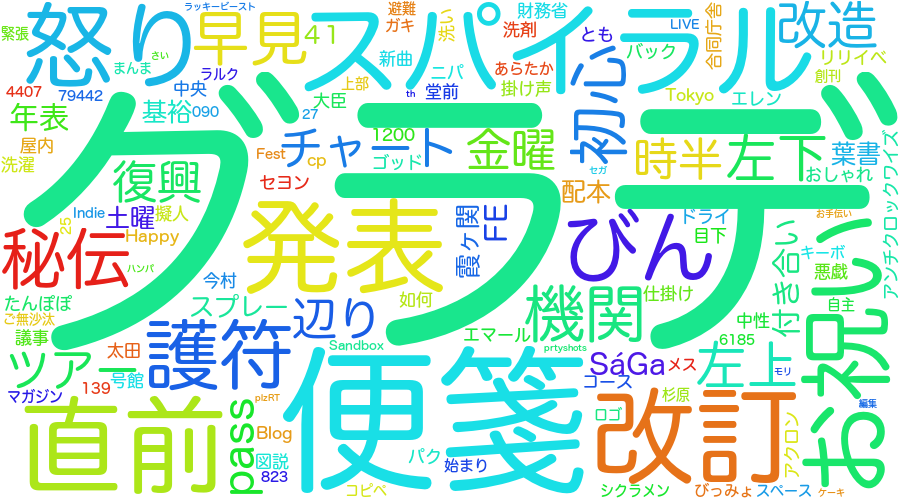 グラデ
便箋
発表
スパイラル
びん
改訂
直前
護符
お祝い
怒り
早見
41
改造
初心
チャート
金曜
時半
左下
葉書
秘伝
復興
ツアー
機関
左上
SáGa
pass
辺り
FE
霞ヶ関
付き合い
配本
年表
基裕
土曜
スプレー
緊張
まんま
4407
79442
中央
090
ラルク
ラッキービースト
さい
27
上部
大臣
避難
ガキ
新曲
洗い
洗剤
財務省
ニパ
th
堂前
あらたか
掛け声
とも
バック
LIVE
合同庁舎
リリイベ
創刊
Tokyo
エレン
屋内
洗濯
Indie
25
擬人
Happy
Fest
cp
1200
ゴッド
セヨン
セガ
おしゃれ
アンチクロックワイズ
お手伝い
ドライ
目下
キーボ
悪戯
自主
仕掛け
中性
6185
たんぽぽ
ハンパ
ご無沙汰
議事
太田
号館
マガジン
139
今村
如何
Sandbox
エマール
prtyshots
メス
コース
杉原
モリ
編集
ロゴ
アクロン
plzRT
Blog
図説
823
コピペ
パク
始まり
シクラメン
びっみょ
スペース
ケーキ